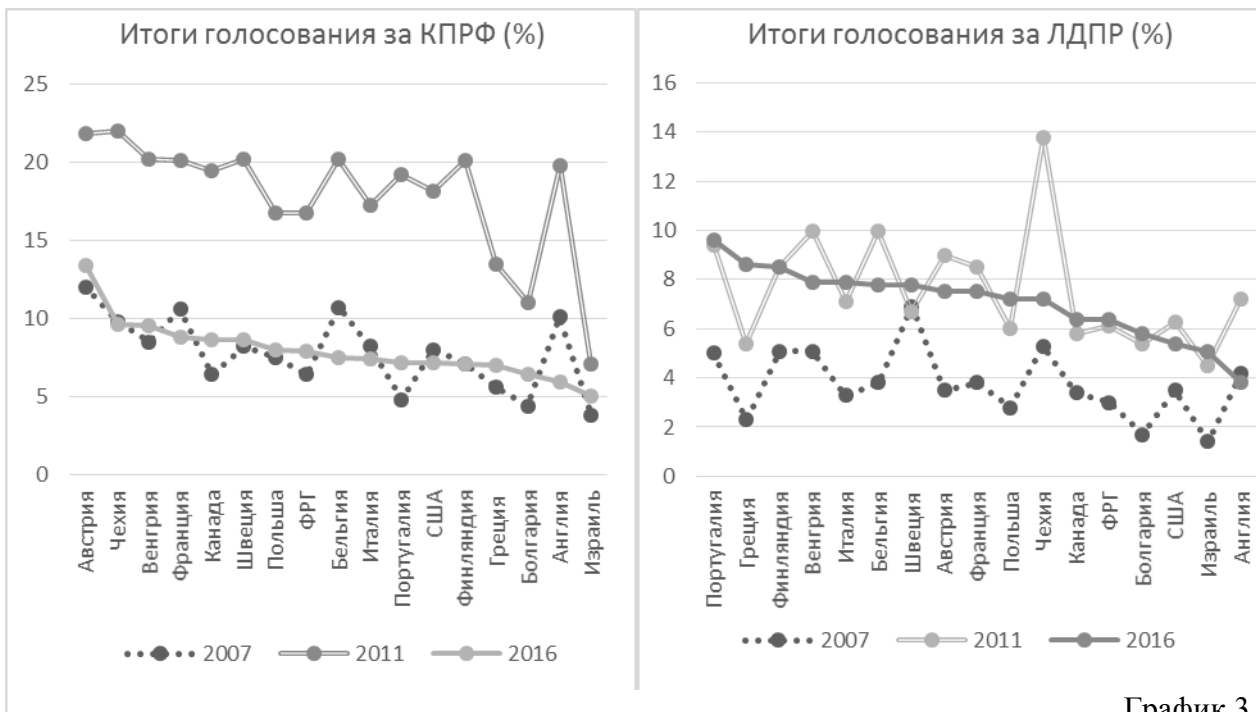 Итоги голосования за КПРФ (%)
25
20
15
10
5
0
Австрия
Чехия
Венгрия
Франция
Канада
Швеция
Польша
ФРГ
Бельгия
Италия
Португалия
США
Финляндия
Греция
Болгария
Англия
Израиль
2007
2011
2016
Итоги голосования за ЛДПР (%)
16
14
12
10
8
6
4
2
0
Португалия
Греция
Финляндия
Венгрия
Италия
Бельгия
Швеция
Австрия
Франция
Польша
Чехия
Канада
ФРГ
Болгария
США
Израиль
Англия
2007
2011
2016
График 3